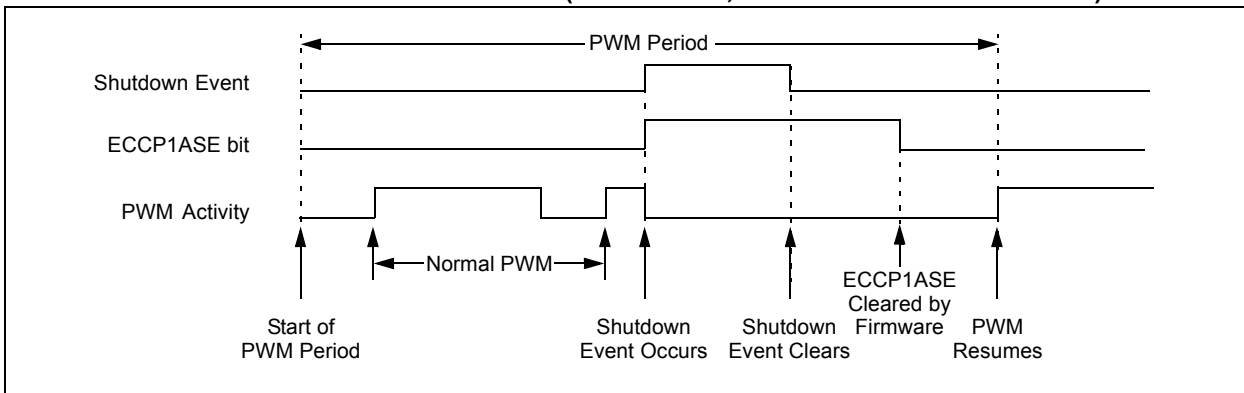 PWM Period
Shutdown Event
ECCP1ASE bit
PWM Activity
Normal PWM
Start of
PWM Period
Shutdown
Event Occurs
Shutdown
Event Clears
ECCP1ASE
Cleared by
Firmware
PWM
Resumes